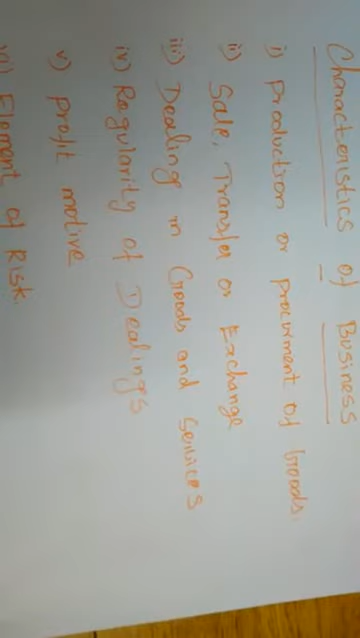 Characteristics of Business
i) Production or procurment of Goods.
ii) Sale, Transfer or Exchange
iii) Dealing in Goods and Services
iv) Regularity of Dealings
v) profit motive
vi) Element of Risk.